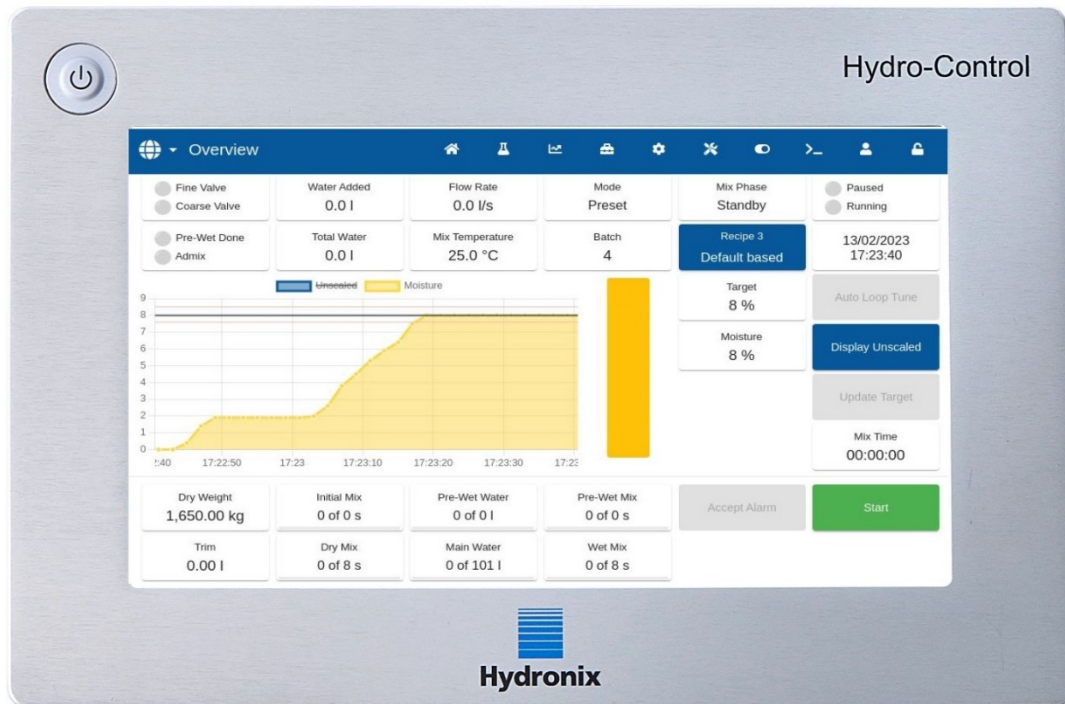 Hydro-Control
Overview
>_
Fine Valve
Coarse Valve
Water Added
0.0 l
Flow Rate
0.0 l/s
Mode
Preset
Mix Phase
Standby
Paused
Running
Pre-Wet Done
Admix
Total Water
0.0 l
Mix Temperature
25.0 °C
Batch
4
Recipe 3
Default based
13/02/2023
17:23:40
Unscaled
Moisture
9
8
7
6
5
4
3
2
1
0
:40
17:22:50
17:23
17:23:10
17:23:20
17:23:30
17:23
Target
8 %
Auto Loop Tune
Moisture
8 %
Display Unscaled
Update Target
Mix Time
00:00:00
Dry Weight
1,650.00 kg
Initial Mix
0 of 0 s
Pre-Wet Water
0 of 0 l
Pre-Wet Mix
0 of 0 s
Accept Alarm
Start
Trim
0.00 l
Dry Mix
0 of 8 s
Main Water
0 of 101 l
Wet Mix
0 of 8 s
Hydronix